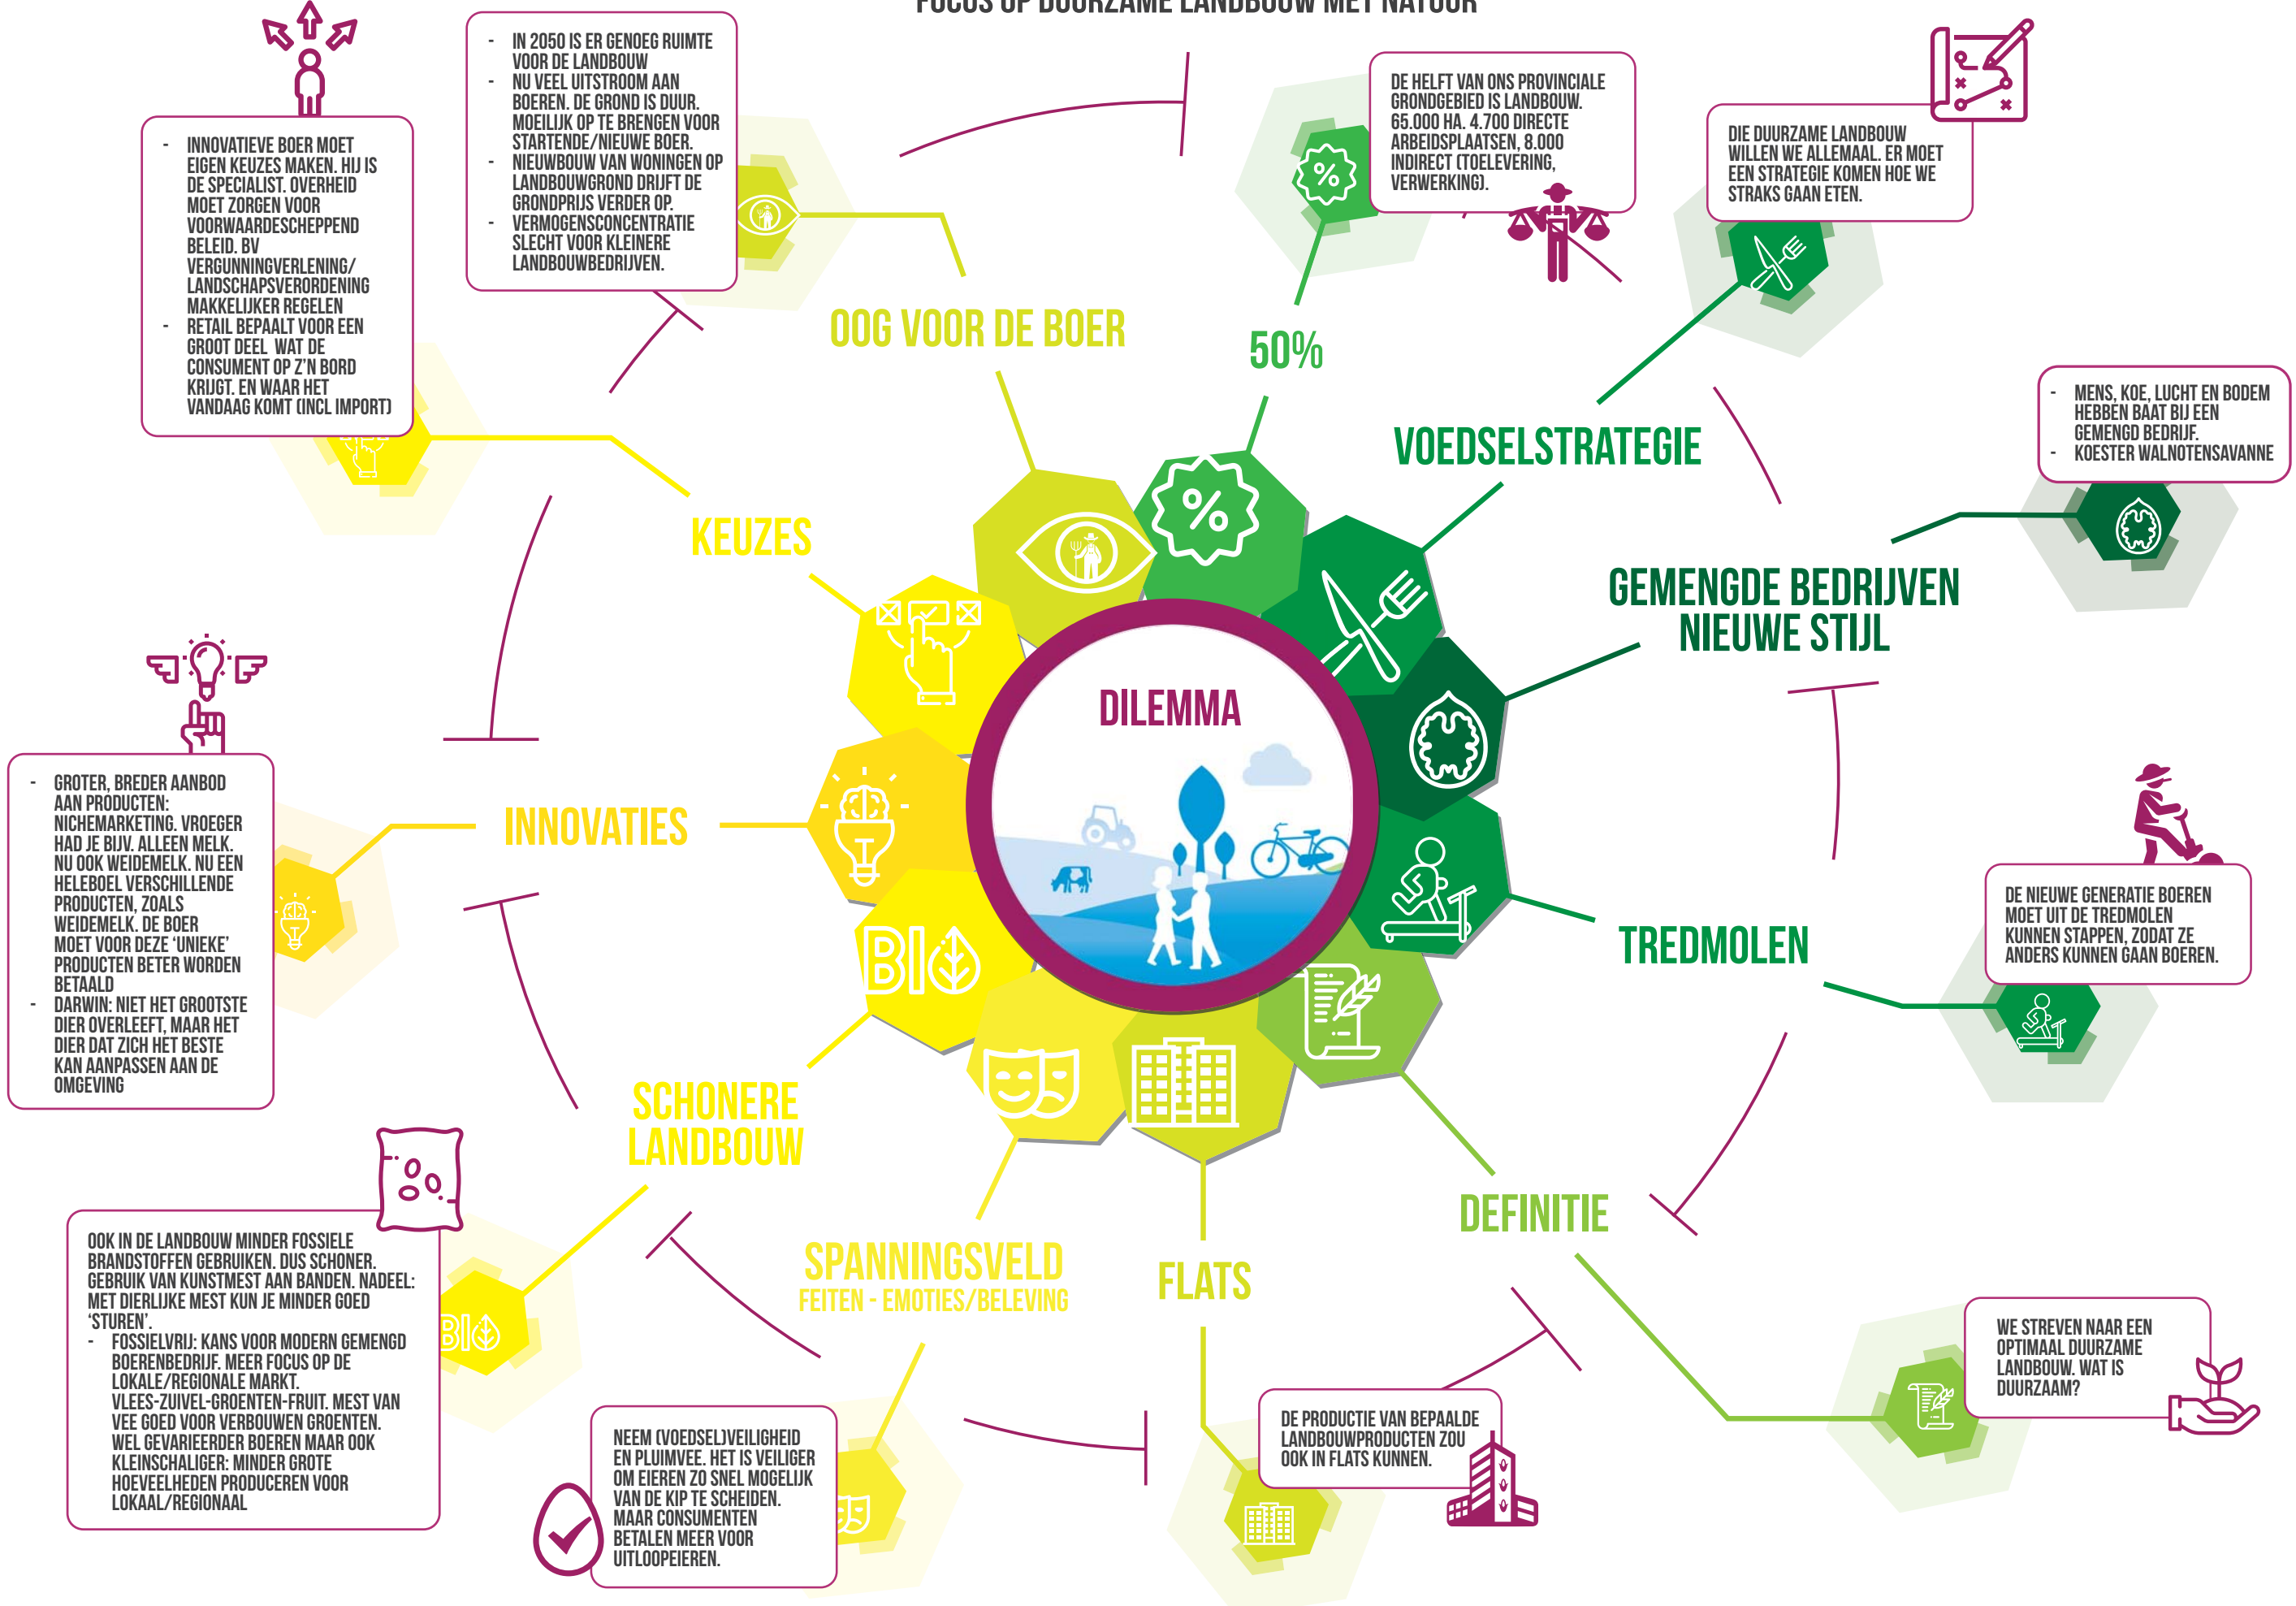 FOCUS OP DUURZAME LANDBOUW MET NATUUR
- INNOVATIEVE BOER MOET
EIGEN KEUZES MAKEN. HIJ IS
DE SPECIALIST. OVERHEID
MOET ZORGEN VOOR
VOORWAARDESCHEPPEND
BELEID. BV
VERGUNNINGVERLENING/
LANDSCHAPSVERORDENING
MAKKELIJKER REGELEN
- RETAIL BEPAALT VOOR EEN
GROOT DEEL WAT DE
CONSUMENT OP Z'N BORD
KRIJGT. EN WAAR HET
VANDAAG KOMT (INCL IMPORT)
- IN 2050 IS ER GENOEG RUIMTE
VOOR DE LANDBOUW
- NU VEEL UITSTROOM AAN
BOEREN. DE GROND IS DUUR.
MOEILIJK OP TE BRENGEN VOOR
STARTENDE/NIEUWE BOER.
- NIEUWBOUW VAN WONINGEN OP
LANDBOUWGROND DRIJFT DE
GRONDPRIJS VERDER OP.
- VERMOGENSCONCENTRATIE
SLECHT VOOR KLEINERE
LANDBOUWBEDRIJVEN.
DE HELFT VAN ONS PROVINCIALE
GRONDGEBIED IS LANDBOUW.
65.000 HA. 4.700 DIRECTE
ARBEIDSPLAATSEN, 8.000
INDIRECT (TOELEVERING,
VERWERKING).
DIE DUURZAME LANDBOUW
WILLEN WE ALLEMAAL. ER MOET
EEN STRATEGIE KOMEN HOE WE
STRAKS GAAN ETEN.
OOG VOOR DE BOER
50%
%
%
VOEDSELSTRATEGIE
- MENS, KOE, LUCHT EN BODEM
HEBBEN BAAT BIJ EEN
GEMENGD BEDRIJF.
- KOESTER WALNOTENSAVANNE
KEUZES
GEMENGDE BEDRIJVEN
NIEUWE STIJL
DILEMMA
- GROTER, BREDER AANBOD
AAN PRODUCTEN:
NICHEMARKETING. VROEGER
HAD JE BIJV. ALLEEN MELK.
NU OOK WEIDEMELK. NU EEN
HELEBOEL VERSCHILLENDE
PRODUCTEN, ZOALS
WEIDEMELK. DE BOER
MOET VOOR DEZE 'UNIEKE'
PRODUCTEN BETER WORDEN
BETAALD
- DARWIN: NIET HET GROOTSTE
DIER OVERLEEFT, MAAR HET
DIER DAT ZICH HET BESTE
KAN AANPASSEN AAN DE
OMGEVING
INNOVATIES
TREDMOLEN
DE NIEUWE GENERATIE BOEREN
MOET UIT DE TREDMOLEN
KUNNEN STAPPEN, ZODAT ZE
ANDERS KUNNEN GAAN BOEREN.
BIO
SCHONERE
LANDBOUW
SPANNINGSVELD
FEITEN - EMOTIES/BELEVING
FLATS
DEFINITIE
OOK IN DE LANDBOUW MINDER FOSSIELE
BRANDSTOFFEN GEBRUIKEN. DUS SCHONER.
GEBRUIK VAN KUNSTMEST AAN BANDEN. NADEEL:
MET DIERLIJKE MEST KUN JE MINDER GOED
'STUREN'.
- FOSSIELVRIJ: KANS VOOR MODERN GEMENGD
BOERENBEDRIJF. MEER FOCUS OP DE
LOKALE/REGIONALE MARKT.
VLEES-ZUIVEL-GROENTEN-FRUIT. MEST VAN
VEE GOED VOOR VERBOUWEN GROENTEN.
WEL GEVARIEERDER BOEREN MAAR OOK
KLEINSCHALIGER: MINDER GROTE
HOEVEELHEDEN PRODUCEREN VOOR
LOKAAL/REGIONAAL
BIO
NEEM (VOEDSEL)VEILIGHEID
EN PLUIMVEE. HET IS VEILIGER
OM EIEREN ZO SNEL MOGELIJK
VAN DE KIP TE SCHEIDEN.
MAAR CONSUMENTEN
BETALEN MEER VOOR
UITLOOPEIEREN.
DE PRODUCTIE VAN BEPAALDE
LANDBOUWPRODUCTEN ZOU
OOK IN FLATS KUNNEN.
WE STREVEN NAAR EEN
OPTIMAAL DUURZAME
LANDBOUW. WAT IS
DUURZAAM?